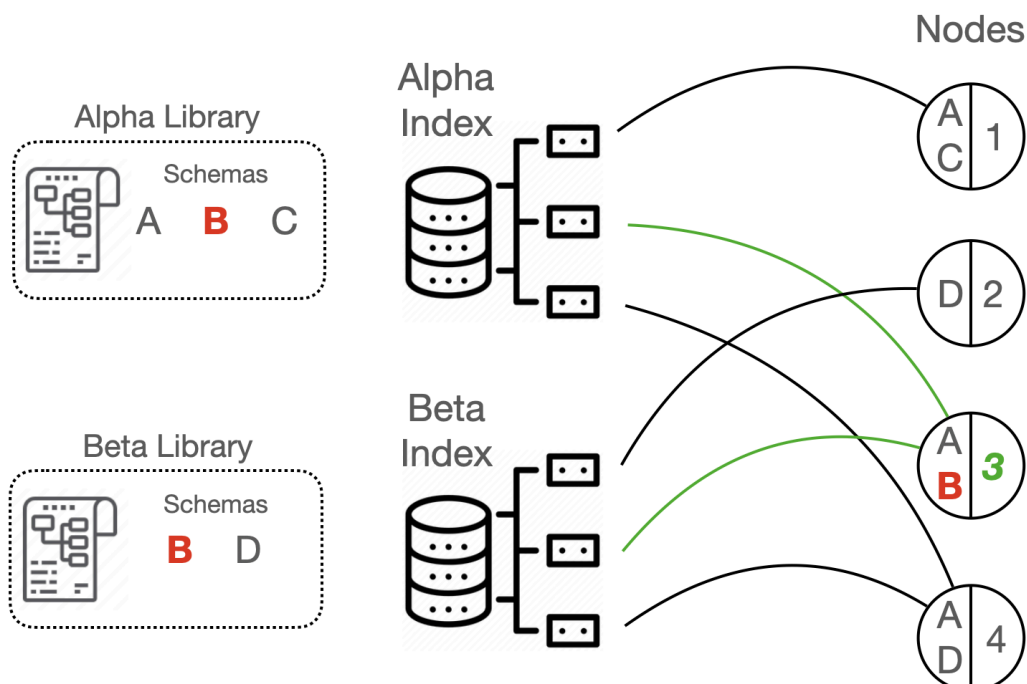 Nodes
Alpha
Index
Alpha Library
Schemas
A B C
A
C
1
D 2
Beta
Index
Beta Library
Schemas
B D
A
B
3
A
D
4